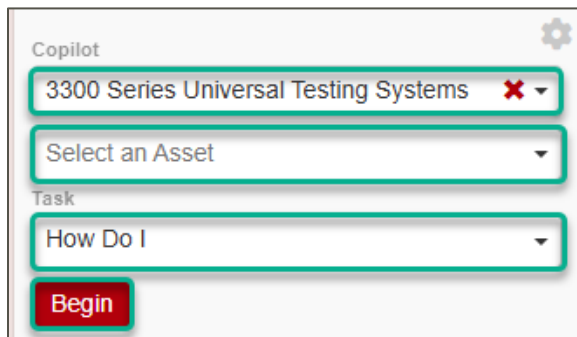 Copilot
3300 Series Universal Testing Systems
Select an Asset
Task
How Do I
Begin